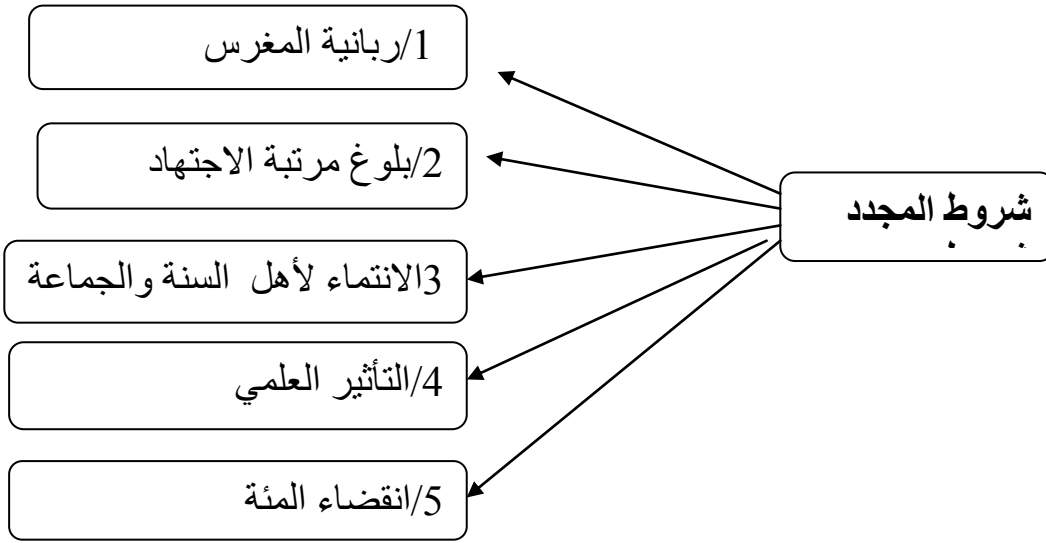 شروط المجدد
1/ربانية المغرس
2/بلوغ مرتبة الاجتهاد
3الانتماء لأهل السنة والجماعة
4/التأثير العلمي
5/انقضاء المئة